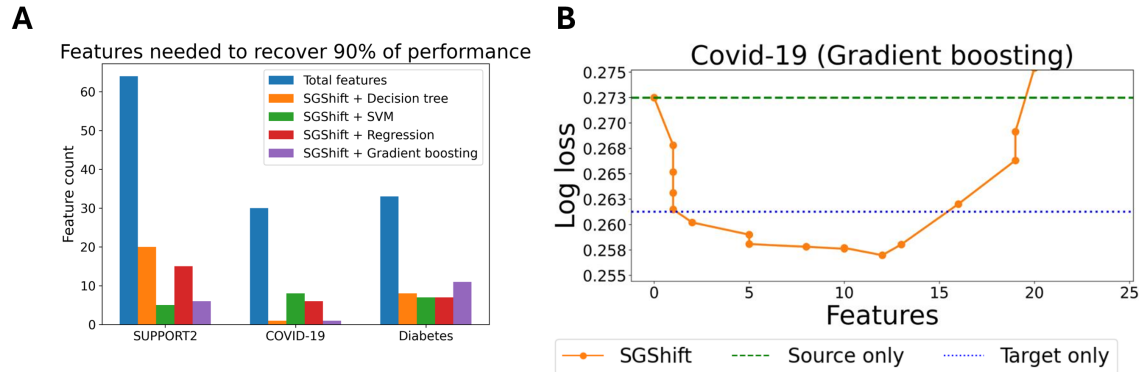 A
Features needed to recover 90% of performance
Feature count
60
50
40
30
20
10
0
Total features
SGShift + Decision tree
SGShift + SVM
SGShift + Regression
SGShift + Gradient boosting
SUPPORT2
COVID-19
Diabetes
B
Covid-19 (Gradient boosting)
Log loss
0.275
0.273
0.270
0.268
0.265
0.263
0.260
0.258
0.255
0
5
10
15
20
25
Features
SGShift
Source only
Target only